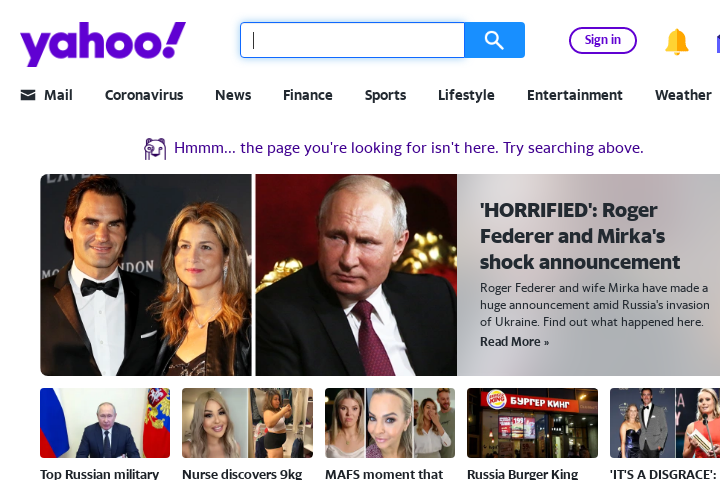 yahoo!
Sign in
Mail Coronavirus News Finance Sports Lifestyle Entertainment Weather
Hmmm... the page you're looking for isn't here. Try searching above.
'HORRIFIED': Roger
Federer and Mirka's
shock announcement
Roger Federer and wife Mirka have made a
huge announcement amid Russia's invasion
of Ukraine. Find out what happened here.
Read More »
БУРГЕР КИНГ
Top Russian military
Nurse discovers 9kg
MAFS moment that
Russia Burger King
'IT'S A DISGRACE':